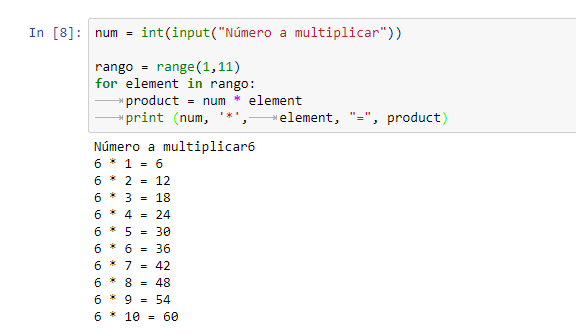 In [8]: num = int(input("Número a multiplicar"))
rango = range(1,11)
for element in rango:
product = num * element
print (num, '*', element, "=", product)
Número a multiplicar6
6 * 1 = 6
6 * 2 = 12
6 * 3 = 18
6 * 4 = 24
6 * 5 = 30
6 * 6 = 36
6 * 7 = 42
6 * 8 = 48
6 * 9 = 54
6 * 10 = 60